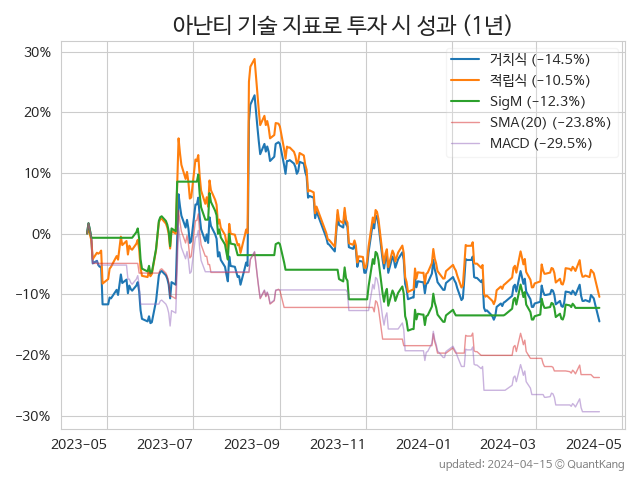 아난티 기술 지표로 투자 시 성과 (1년)
30%
20%
10%
0%
−10%
−20%
−30%
거치식 (−14.5%)
적립식 (−10.5%)
SigM (−12.3%)
SMA(20) (−23.8%)
MACD (−29.5%)
2023-05 2023-07 2023-09 2023-11 2024-01 2024-03 2024-05
updated: 2024-04-15 © QuantKang